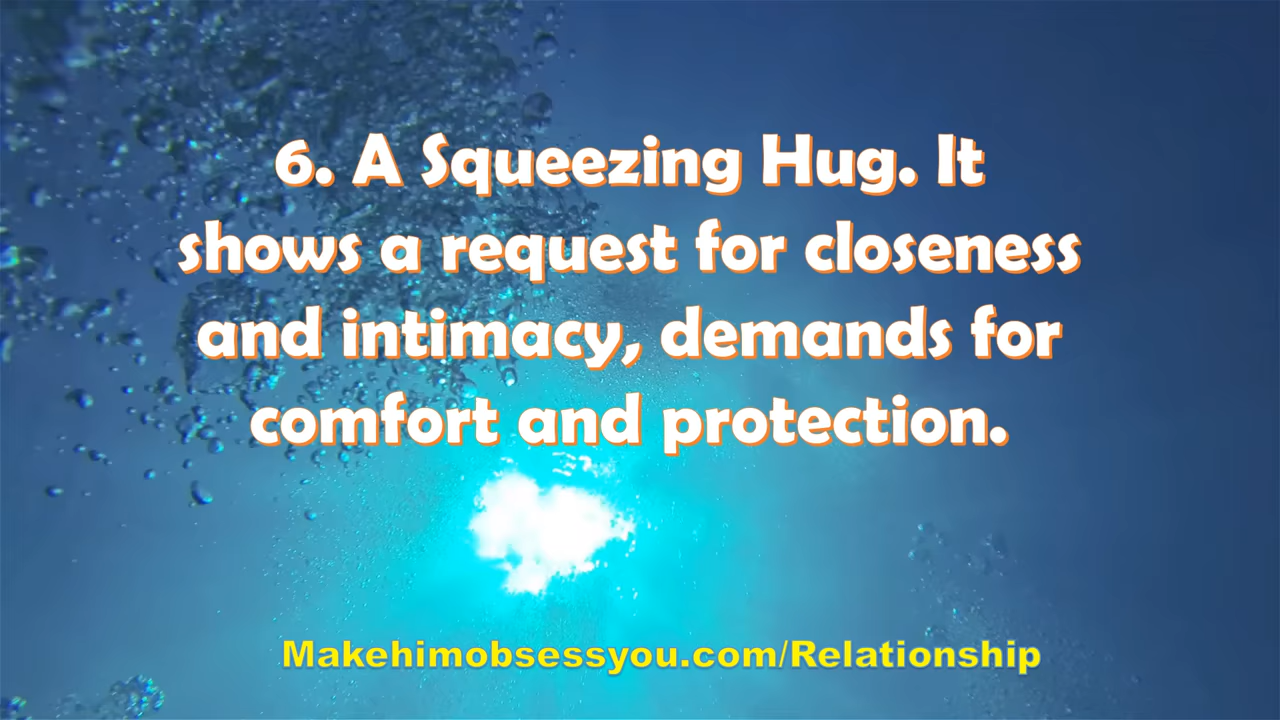 6. A Squeezing Hug. It
shows a request for closeness
and intimacy, demands for
comfort and protection.
Makehimobsessyou.com/Relationship